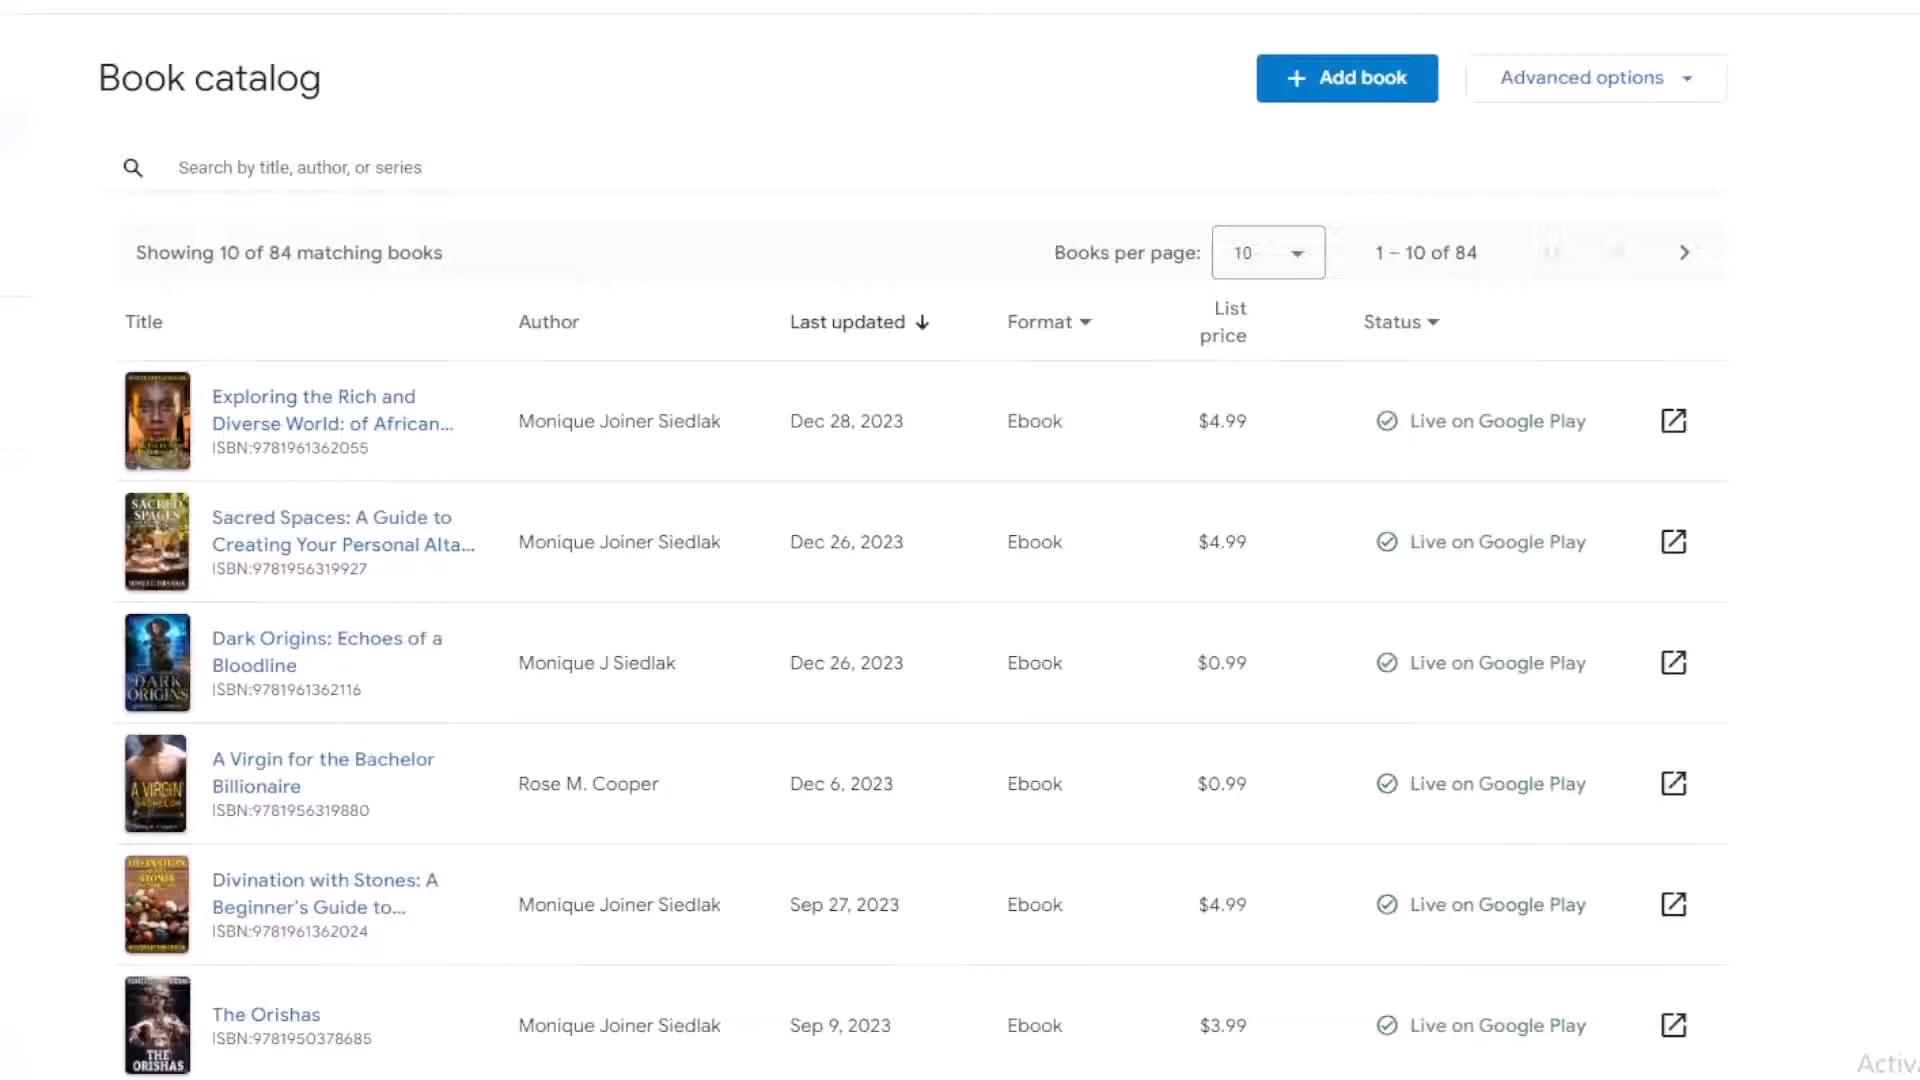 Book catalog
+ Add book
Advanced options
Search by title, author, or series
Showing 10 of 84 matching books
Books per page: 10
1 – 10 of 84
Title
Author
Last updated
Format
List
price
Status
Exploring the Rich and
Diverse World: of African...
ISBN:9781961362055
Monique Joiner Siedlak
Dec 28, 2023
Ebook
$4.99
Live on Google Play
SACRED
SPACES
Sacred Spaces: A Guide to
Creating Your Personal Alta...
ISBN:9781956319927
Monique Joiner Siedlak
Dec 26, 2023
Ebook
$4.99
Live on Google Play
DARK
ORIGINS
Dark Origins: Echoes of a
Bloodline
ISBN:9781961362116
Monique J Siedlak
Dec 26, 2023
Ebook
$0.99
Live on Google Play
A VIRGIN
A Virgin for the Bachelor
Billionaire
ISBN:9781956319880
Rose M. Cooper
Dec 6, 2023
Ebook
$0.99
Live on Google Play
Divination with Stones: A
Beginner's Guide to...
ISBN:9781961362024
Monique Joiner Siedlak
Sep 27, 2023
Ebook
$4.99
Live on Google Play
THE
ORISHAS
The Orishas
ISBN:9781950378685
Monique Joiner Siedlak
Sep 9, 2023
Ebook
$3.99
Live on Google Play
Activa